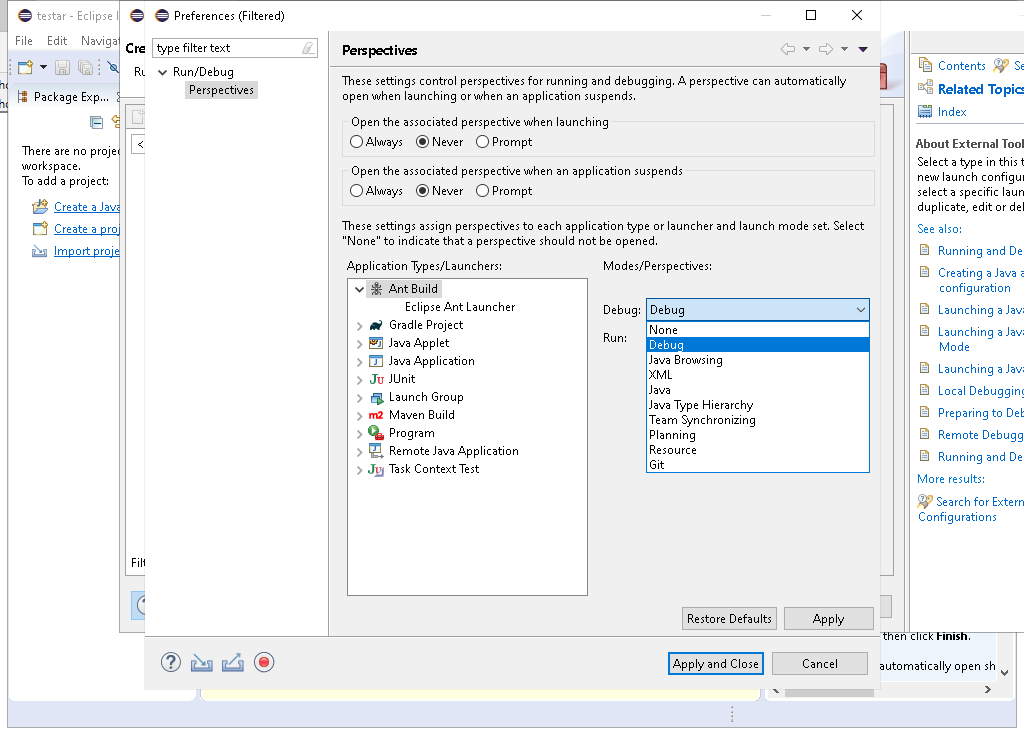 testar - Eclipse I
Preferences (Filtered)
File Edit Navigat
Cre
type filter text
Perspectives
Ru
Run/Debug
Perspectives
These settings control perspectives for running and debugging. A perspective can automatically
open when launching or when an application suspends.
Contents
Se
Related Topics
Index
Package Exp...
Open the associated perspective when launching
Always Never Prompt
There are no projec
workspace.
To add a project:
Create a Java
Create a proj
Import proje
Open the associated perspective when an application suspends
Always Never Prompt
These settings assign perspectives to each application type or launcher and launch mode set. Select
"None" to indicate that a perspective should not be opened.
Application Types/Launchers:
Ant Build
Eclipse Ant Launcher
Gradle Project
Java Applet
Java Application
JUnit
Launch Group
Maven Build
Program
Remote Java Application
Task Context Test
Modes/Perspectives:
Debug: Debug
Run:
None
Debug
Java Browsing
XML
Java
Java Type Hierarchy
Team Synchronizing
Planning
Resource
Git
About External Tool
Select a type in this t
new launch configur
select a specific laun
duplicate, edit or del
See also:
Running and De
Creating a Java a
configuration
Launching a Java
Launching a Java
Mode
Launching a Java
Local Debugging
Preparing to Deb
Remote Debugg
Running and De
More results:
Search for Extern
Configurations
Filt
Restore Defaults Apply
Apply and Close Cancel
then click Finish.
automatically open sh